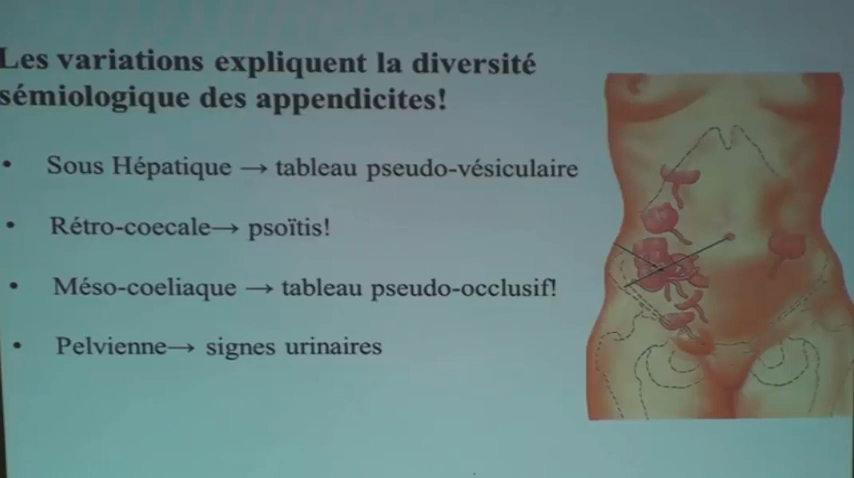 Les variations expliquent la diversité
sémiologique des appendicites!
• Sous Hépatique → tableau pseudo-vésiculaire
• Rétro-coecale→ psoïtis!
• Méso-coeliaque → tableau pseudo-occlusif!
• Pelvienne→ signes urinaires